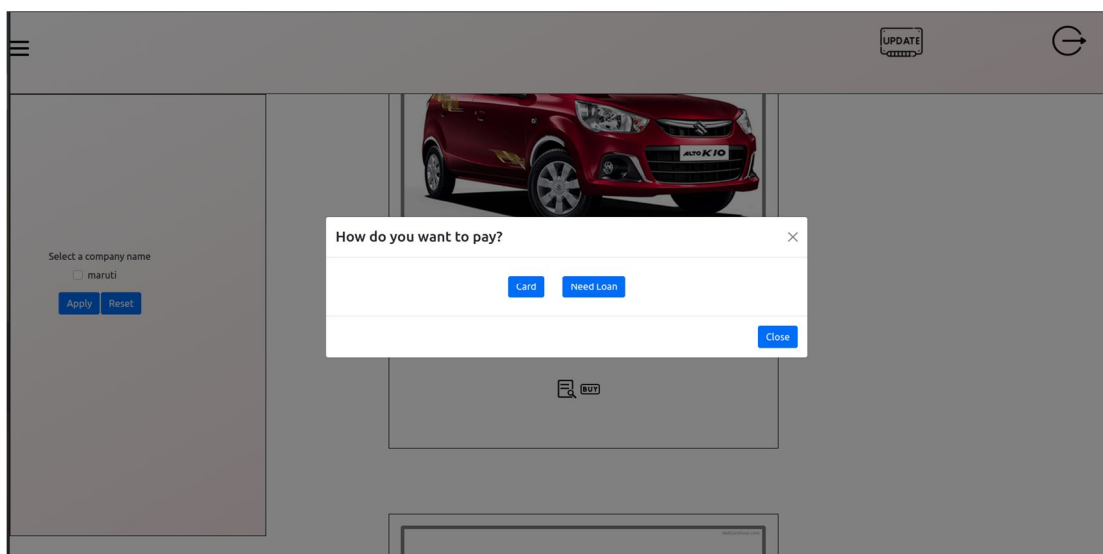 UPDATE
ALTO K10
How do you want to pay?
Select a company name
maruti
Card
Need Loan
Apply
Reset
Close
BUY